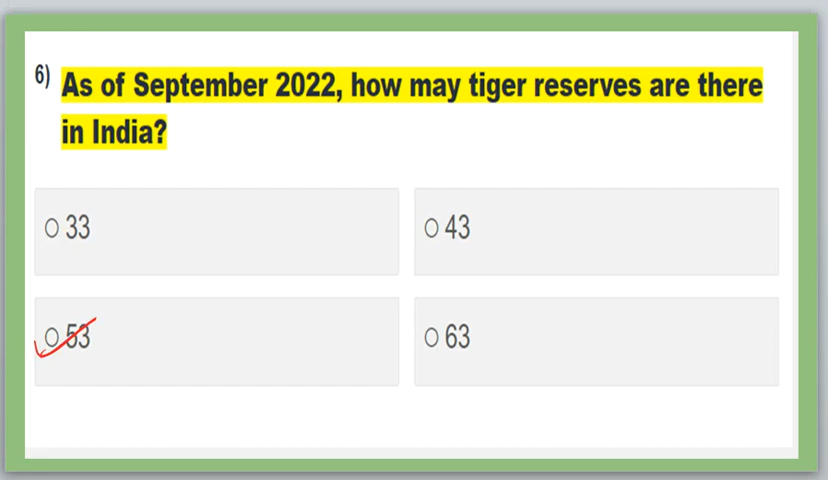 6) As of September 2022, how may tiger reserves are there
in India?
33
43
53
63